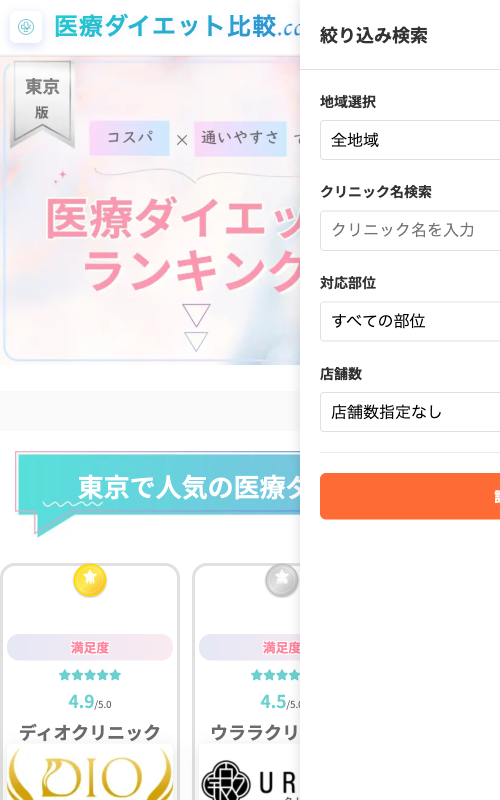 医療ダイエット比較.c
絞り込み検索
東京
版
コスパ × 通いやすさ
医療ダイエッ
ランキング
地域選択
全地域
クリニック名検索
クリニック名を入力
対応部位
すべての部位
店舗数
店舗数指定なし
東京で人気の医療ダ
満足度
4.9/5.0
ディオクリニック
DIO
満足度
4.5/5.0
ウララクリ
UR